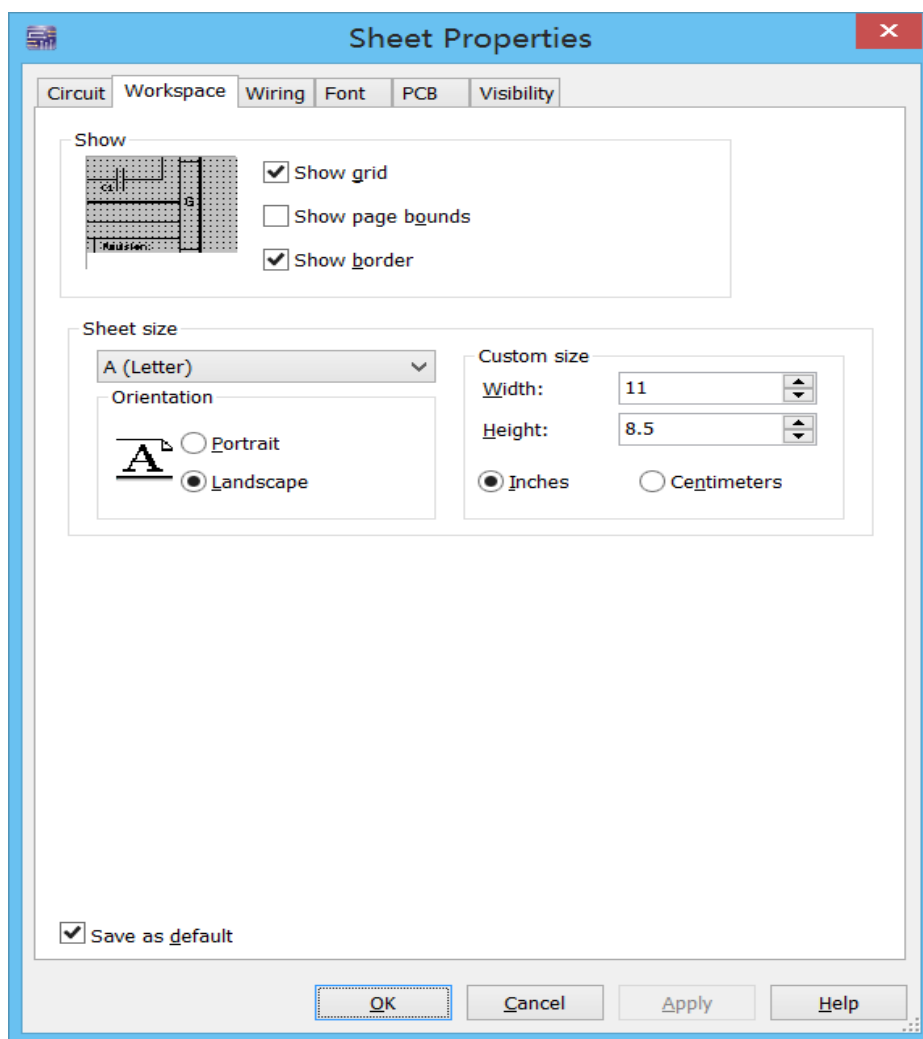 Sheet Properties
Circuit Workspace Wiring Font PCB Visibility
Show
C1
G
Revision:
Show grid
Show page bounds
Show border
Sheet size
A (Letter)
Orientation
A
Portrait
Landscape
Custom size
Width: 11
Height: 8.5
Inches Centimeters
Save as default
OK Cancel Apply Help